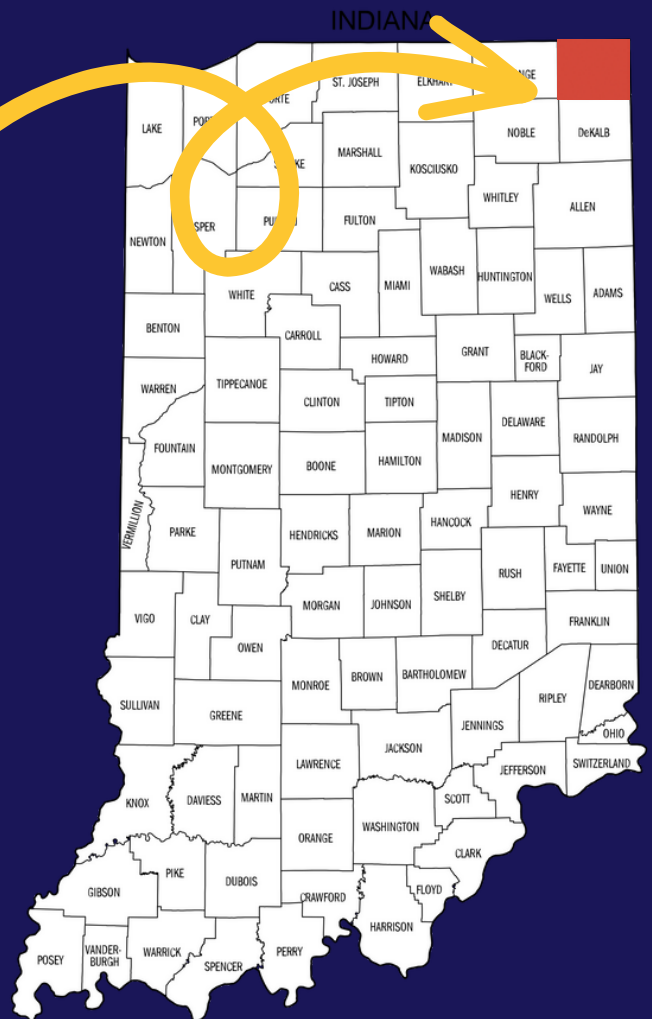 INDIANA
ST. JOSEPH
LAKE
MARSHALL
NOBLE
DeKALB
KOSCIUSKO
WHITLEY
ALLEN
NEWTON
FULTON
WHITE
CASS
MIAMI
WABASH
HUNTINGTON
WELLS
ADAMS
BENTON
CARROLL
HOWARD
GRANT
BLACK-
FORD
JAY
WARREN
TIPPECANOE
CLINTON
TIPTON
FOUNTAIN
MONTGOMERY
BOONE
HAMILTON
MADISON
DELAWARE
RANDOLPH
VERMILLION
PARKE
PUTNAM
HENDRICKS
MARION
HANCOCK
HENRY
WAYNE
RUSH
FAYETTE
UNION
VIGO
CLAY
OWEN
MORGAN
JOHNSON
SHELBY
DECATUR
FRANKLIN
SULLIVAN
GREENE
MONROE
BROWN
BARTHOLOMEW
JENNINGS
RIPLEY
DEARBORN
OHIO
SWITZERLAND
KNOX
DAVIESS
MARTIN
LAWRENCE
JACKSON
JEFFERSON
SCOTT
ORANGE
WASHINGTON
CLARK
GIBSON
PIKE
DUBOIS
CRAWFORD
FLOYD
HARRISON
POSEY
VANDER-
BURGH
WARRICK
SPENCER
PERRY